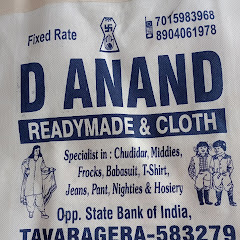 Fixed Rate
7015983968
8904061978
D ANAND
READYMADE & CLOTH
Specialist in : Chudidar, Middies,
Frocks, Babasuit, T-Shirt,
Jeans, Pant, Nighties & Hosiery
Opp. State Bank of India,
TAVARAGERA-583279